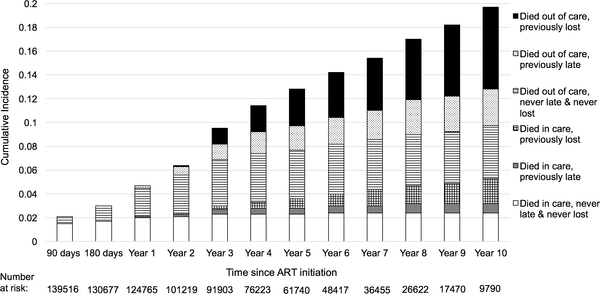 0.2
0.18
0.16
0.14
0.12
0.1
0.08
0.06
0.04
0.02
0
Cumulative Incidence
Died out of care,
previously lost
Died out of care,
previously late
Died out of care,
never late & never
lost
Died in care,
previously lost
Died in care,
previously late
Died in care, never
late & never lost
90 days 180 days Year 1 Year 2 Year 3 Year 4 Year 5 Year 6 Year 7 Year 8 Year 9 Year 10
Time since ART initiation
Number
at risk:
139516 130677 124765 101219 91903 76223 61740 48417 36455 26622 17470 9790